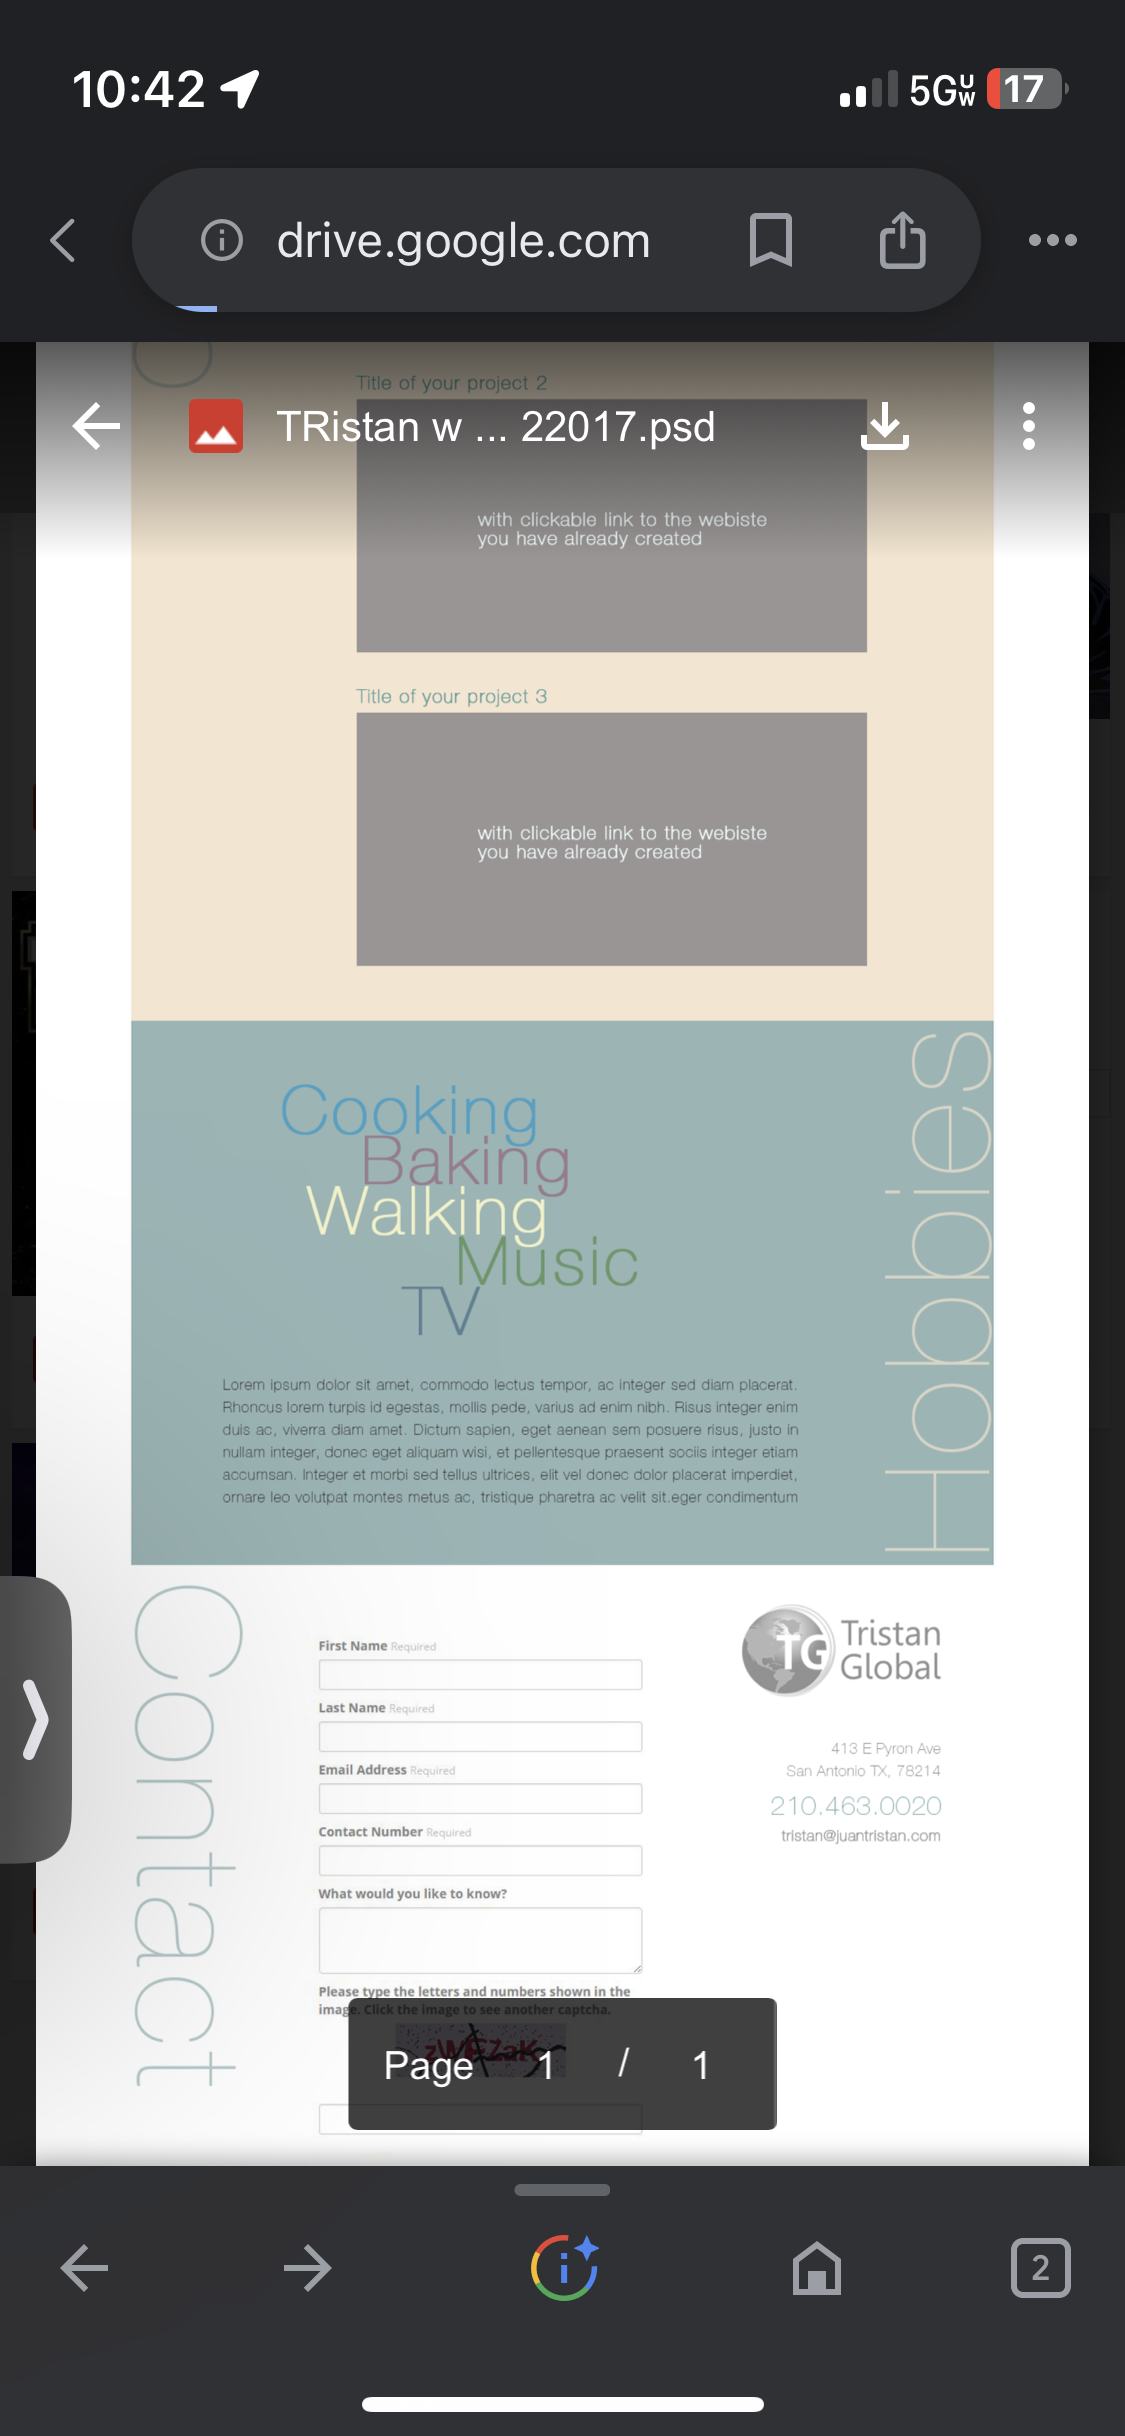 10:42
5G UW
17
drive.google.com
Title of your project 2
TRistan w ... 22017.psd
with clickable link to the webiste
you have already created
Title of your project 3
with clickable link to the webiste
you have already created
Hobbies
Cooking
Baking
Walking
Music
TV
Lorem ipsum dolor sit amet, commodo lectus tempor, ac integer sed diam placerat.
Rhoncus lorem turpis id egestas, mollis pede, varius ad enim nibh. Risus integer enim
duis ac, viverra diam amet. Dictum sapien, eget aenean sem posuere risus, justo in
nullam integer, donec eget aliquam wisi, et pellentesque praesent sociis integer etiam
accumsan. Integer et morbi sed tellus ultrices, elit vel donec dolor placerat imperdiet,
ornare leo volutpat montes metus ac, tristique pharetra ac velit sit.eger condimentum
Contact
First Name Required
Last Name Required
Email Address Required
Contact Number Required
What would you like to know?
Please type the letters and numbers shown in the
image. Click the image to see another captcha.
TG
Tristan
Global
413 E Pyron Ave
San Antonio TX, 78214
210.463.0020
tristan@juantristan.com
Page 1 / 1
2